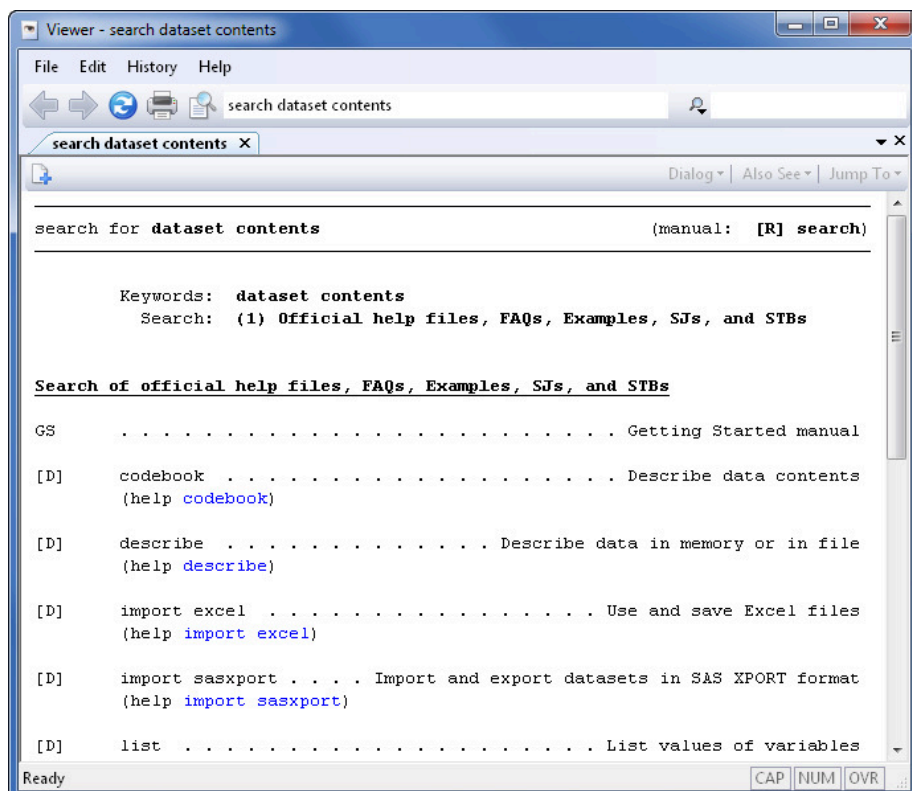 Viewer - search dataset contents
File Edit History Help
search dataset contents
search dataset contents X
Dialog Also See Jump To
search for dataset contents (manual: [R] search)
Keywords: dataset contents
Search: (1) Official help files, FAQs, Examples, SJs, and STBs
Search of official help files, FAQs, Examples, SJs, and STBs
GS . . . . . . . . . . . . . . . . . . . . . . . . Getting Started manual
[D] codebook . . . . . . . . . . . . . . . . . . . Describe data contents
(help codebook)
[D] describe . . . . . . . . . . . . . Describe data in memory or in file
(help describe)
[D] import excel . . . . . . . . . . . . . . . . . Use and save Excel files
(help import excel)
[D] import sasxport . . . . Import and export datasets in SAS XPORT format
(help import sasxport)
[D] list . . . . . . . . . . . . . . . . . . . . . List values of variables
Ready CAP NUM OVR